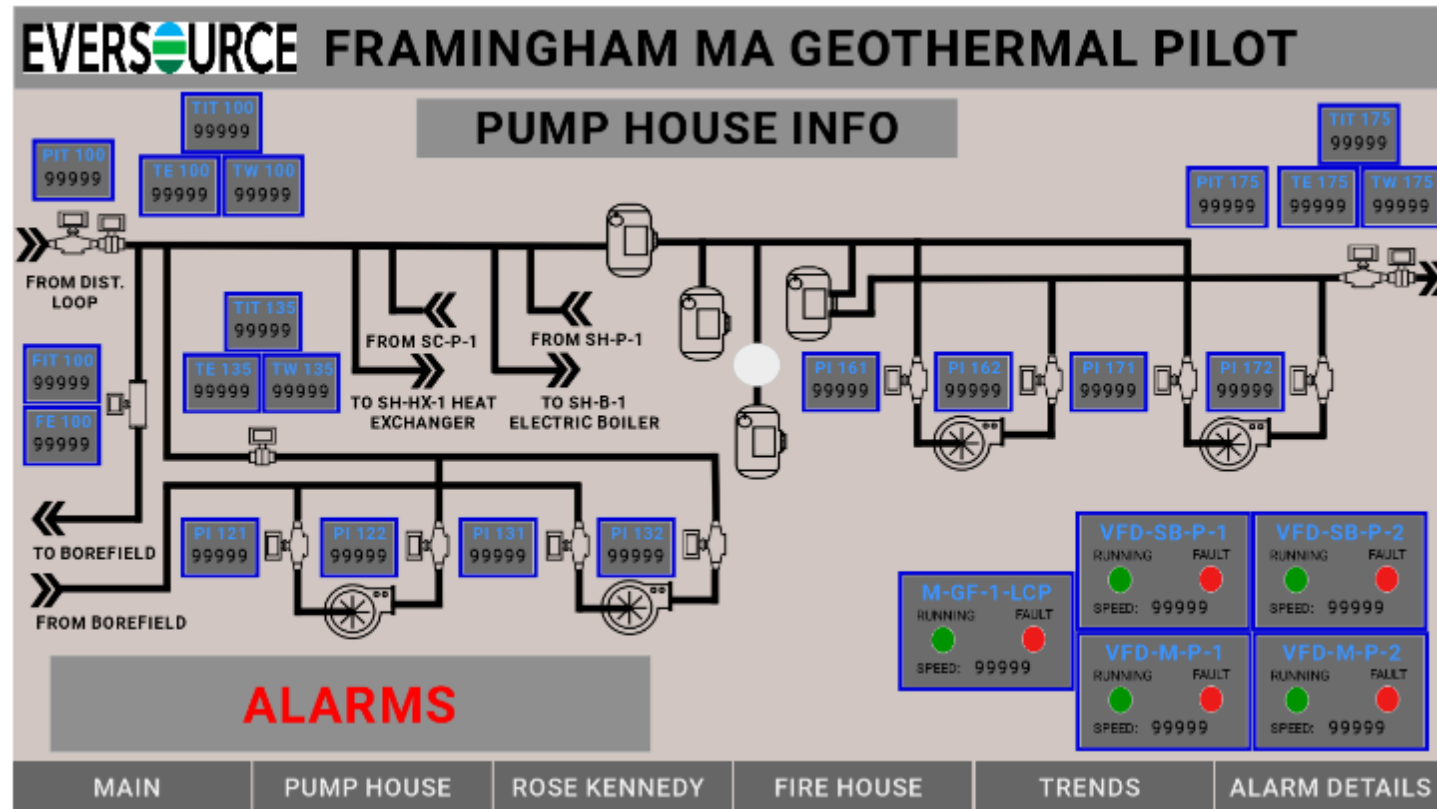 EVERSOURCE FRAMINGHAM MA GEOTHERMAL PILOT
PUMP HOUSE INFO
TIT 100
99999
PIT 100
99999
TE 100
99999
TW 100
99999
TIT 175
99999
PIT 175
99999
TE 175
99999
TW 175
99999
FROM DIST.
LOOP
TIT 135
99999
TE 135
99999
TW 135
99999
FROM SC-P-1
FROM SH-P-1
TO SH-HX-1 HEAT
EXCHANGER
TO SH-B-1
ELECTRIC BOILER
FIT 100
99999
FE 100
99999
PI 161
99999
PI 162
99999
PI 171
99999
PI 172
99999
TO BOREFIELD
FROM BOREFIELD
PI 121
99999
PI 122
99999
PI 131
99999
PI 132
99999
M-GF-1-LCP
RUNNING FAULT
SPEED: 99999
VFD-SB-P-1
RUNNING FAULT
SPEED: 99999
VFD-SB-P-2
RUNNING FAULT
SPEED: 99999
VFD-M-P-1
RUNNING FAULT
SPEED: 99999
VFD-M-P-2
RUNNING FAULT
SPEED: 99999
ALARMS
MAIN PUMP HOUSE ROSE KENNEDY FIRE HOUSE TRENDS ALARM DETAILS